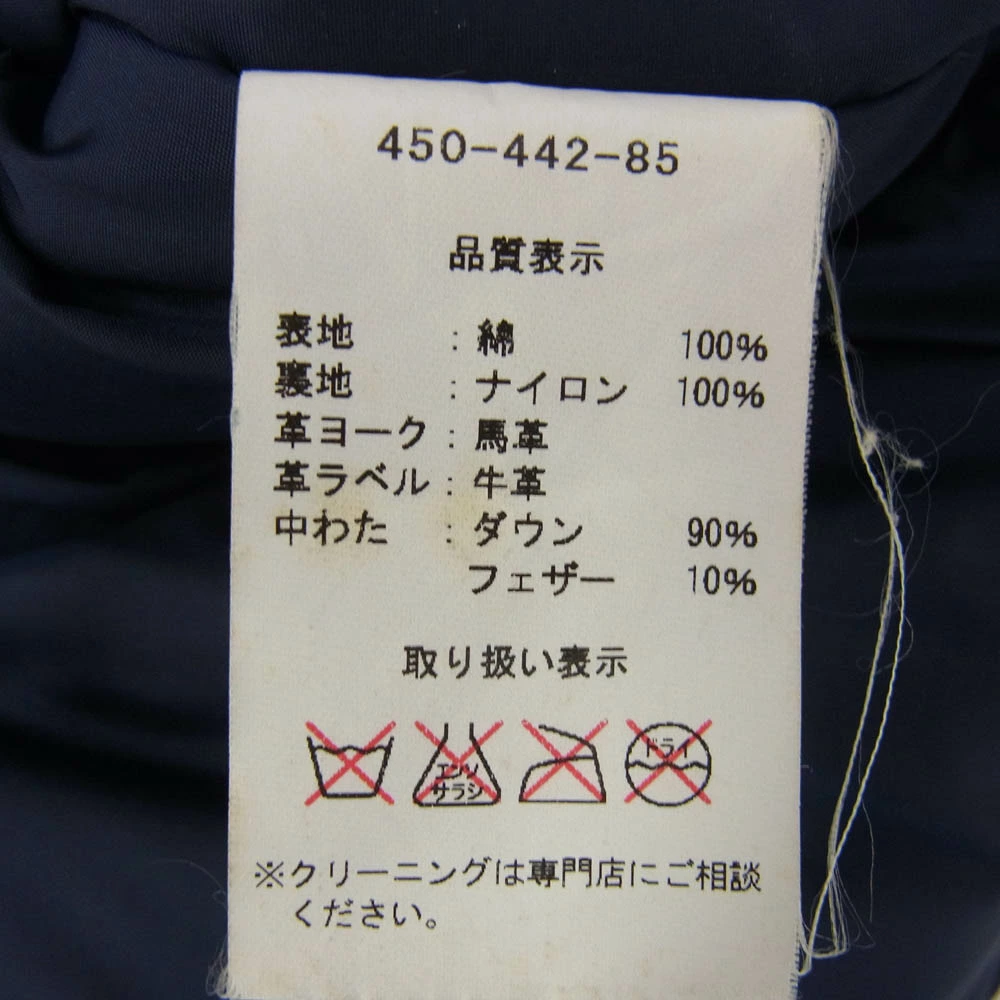 450-442-85
品質表示
表地 : 綿 100%
裏地 : ナイロン 100%
革ヨーク : 馬革
革ラベル : 牛革
中わた : ダウン 90%
フェザー 10%
取り扱い表示
エンソ サラシ ドライ
※クリーニングは専門店にご相談
ください。